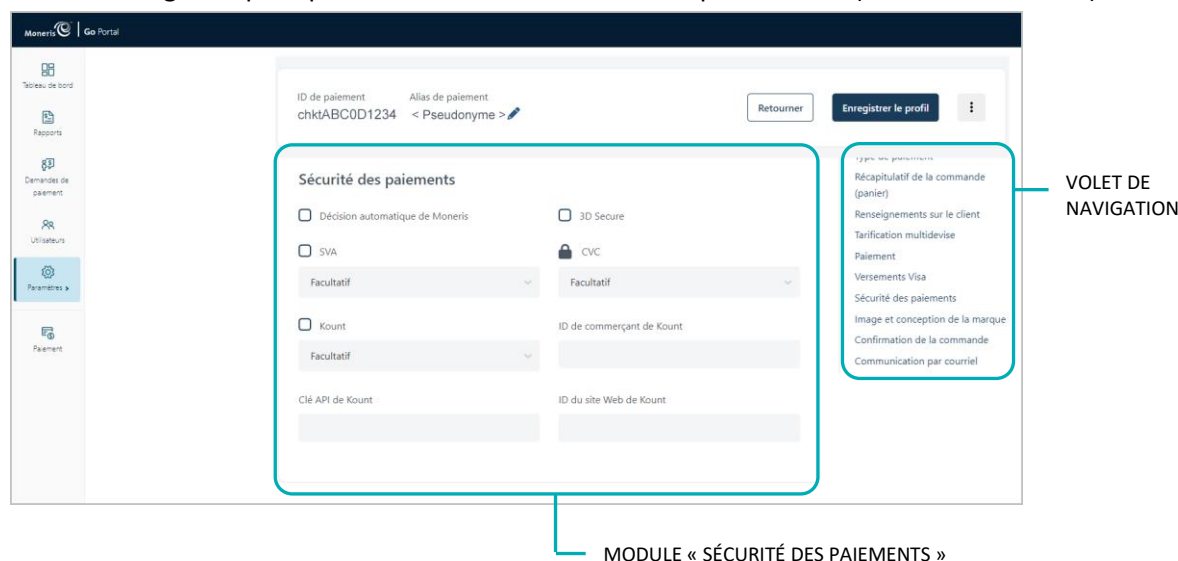 Moneris Go Portal
Tableau de bord
Rapports
Demandes de
paiement
Utilisateurs
Paramètres
Paiement
ID de paiement
chktABC0D1234
Alias de paiement
< Pseudonyme >
Retourner
Enregistrer le profil
Sécurité des paiements
Décision automatique de Moneris
3D Secure
SVA
CVC
Facultatif
Facultatif
Kount
ID de commerçant de Kount
Facultatif
Clé API de Kount
ID du site Web de Kount
Type de paiement
Récapitulatif de la commande
(panier)
Renseignements sur le client
Tarification multidevise
Paiement
Versements Visa
Sécurité des paiements
Image et conception de la marque
Confirmation de la commande
Communication par courriel
VOLET DE
NAVIGATION
MODULE « SÉCURITÉ DES PAIEMENTS »